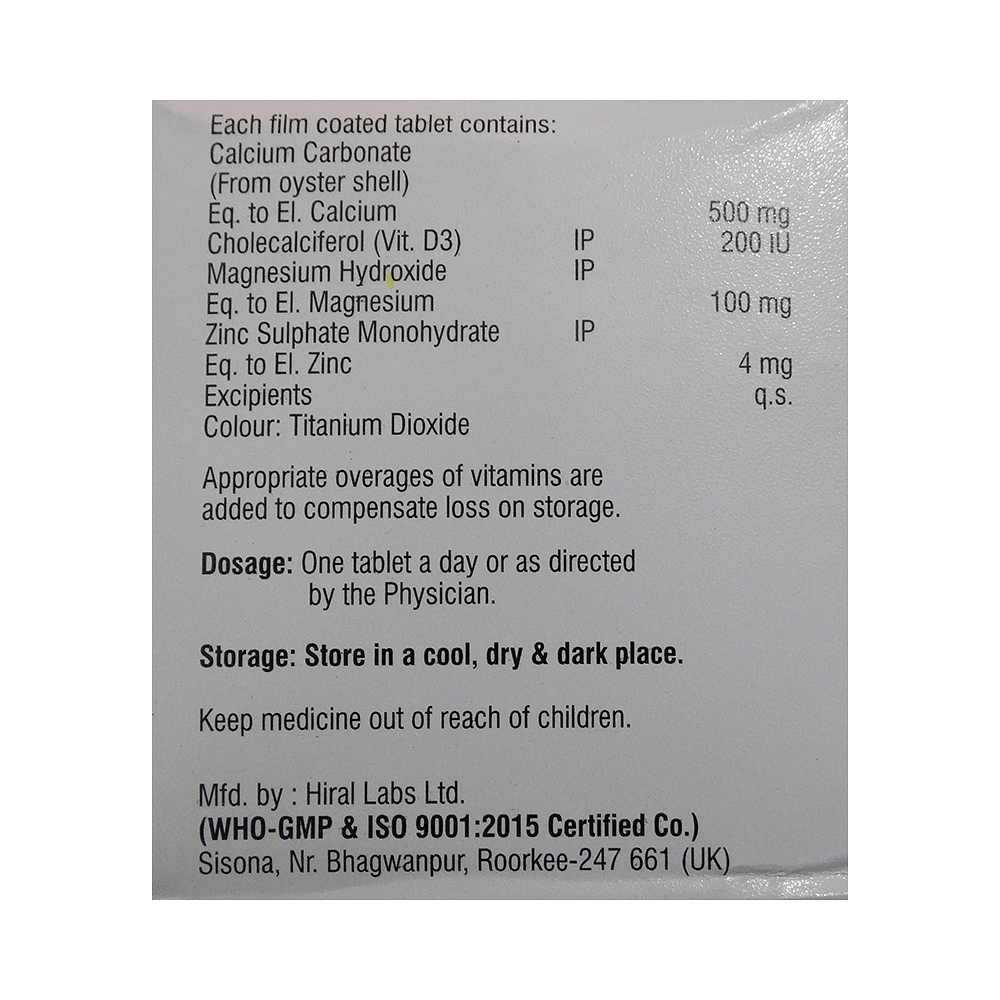 Each film coated tablet contains:
Calcium Carbonate
(From oyster shell)
Eq. to El. Calcium 500 mg
Cholecalciferol (Vit. D3) IP 200 IU
Magnesium Hydroxide IP
Eq. to El. Magnesium 100 mg
Zinc Sulphate Monohydrate IP
Eq. to El. Zinc 4 mg
Excipients q.s.
Colour: Titanium Dioxide
Appropriate overages of vitamins are
added to compensate loss on storage.
Dosage: One tablet a day or as directed
by the Physician.
Storage: Store in a cool, dry & dark place.
Keep medicine out of reach of children.
Mfd. by : Hiral Labs Ltd.
(WHO-GMP & ISO 9001:2015 Certified Co.)
Sisona, Nr. Bhagwanpur, Roorkee-247 661 (UK)